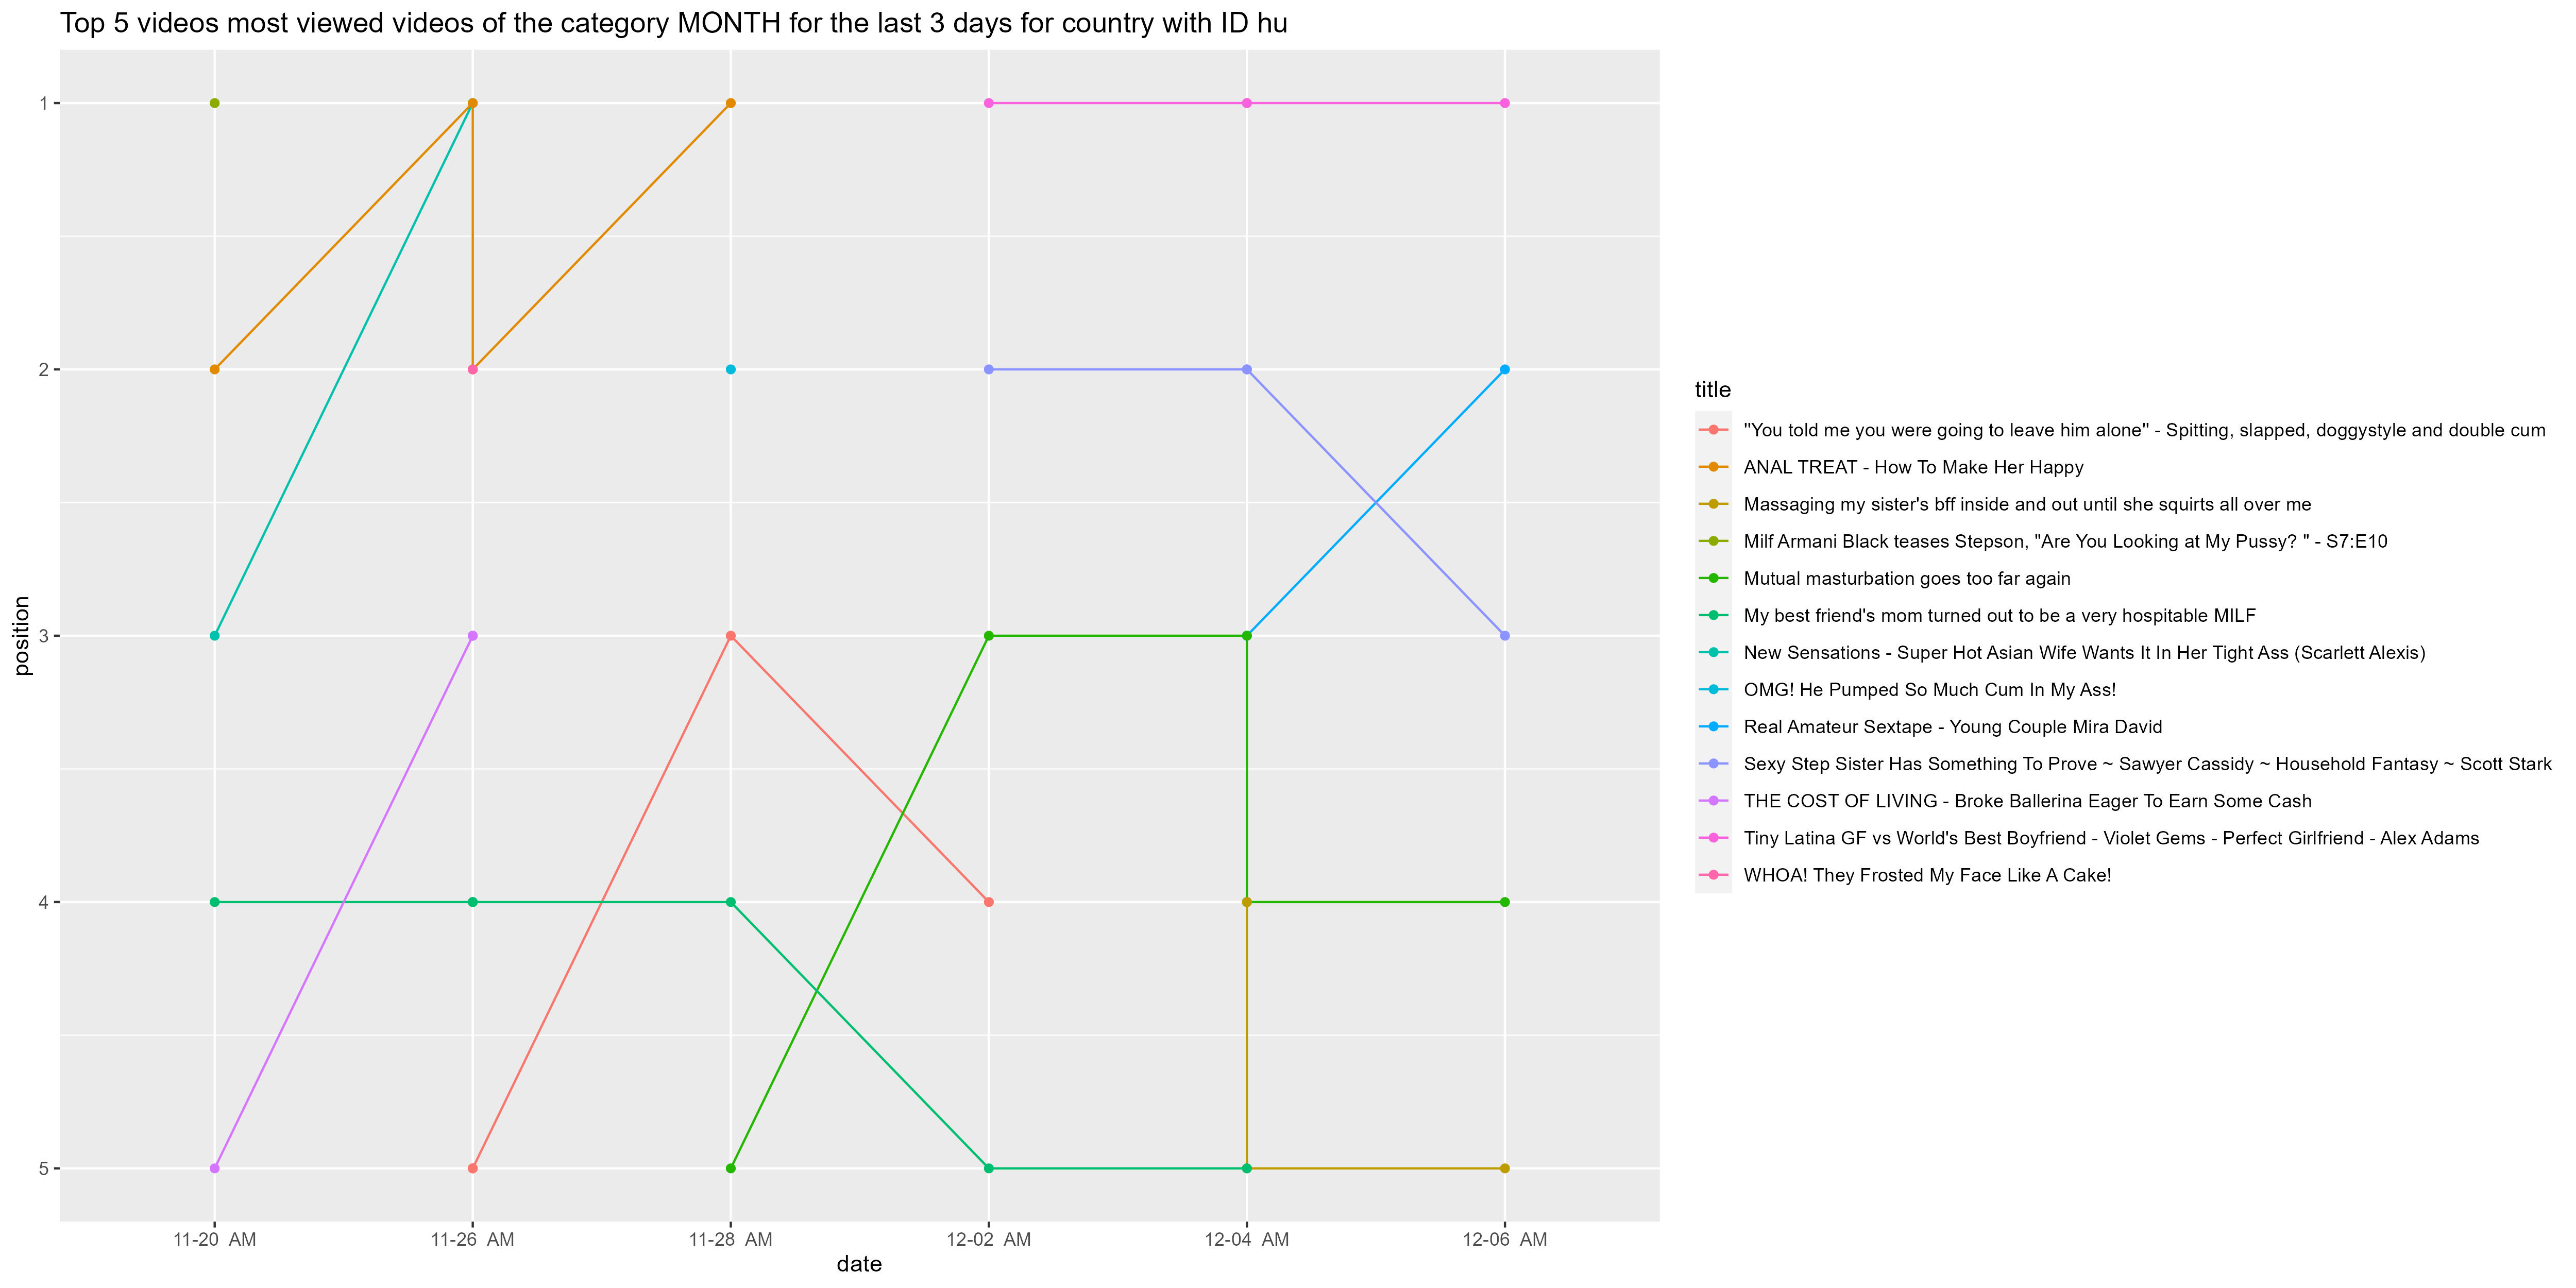 Top 5 videos most viewed videos of the category MONTH for the last 3 days for country with ID hu
1
2
3
4
5
position
11-20 AM
11-26 AM
11-28 AM
12-02 AM
12-04 AM
12-06 AM
date
title
"You told me you were going to leave him alone" - Spitting, slapped, doggystyle and double cum
ANAL TREAT - How To Make Her Happy
Massaging my sister's bff inside and out until she squirts all over me
Milf Armani Black teases Stepson, "Are You Looking at My Pussy? " - S7:E10
Mutual masturbation goes too far again
My best friend's mom turned out to be a very hospitable MILF
New Sensations - Super Hot Asian Wife Wants It In Her Tight Ass (Scarlett Alexis)
OMG! He Pumped So Much Cum In My Ass!
Real Amateur Sextape - Young Couple Mira David
Sexy Step Sister Has Something To Prove ~ Sawyer Cassidy ~ Household Fantasy ~ Scott Stark
THE COST OF LIVING - Broke Ballerina Eager To Earn Some Cash
Tiny Latina GF vs World's Best Boyfriend - Violet Gems - Perfect Girlfriend - Alex Adams
WHOA! They Frosted My Face Like A Cake!